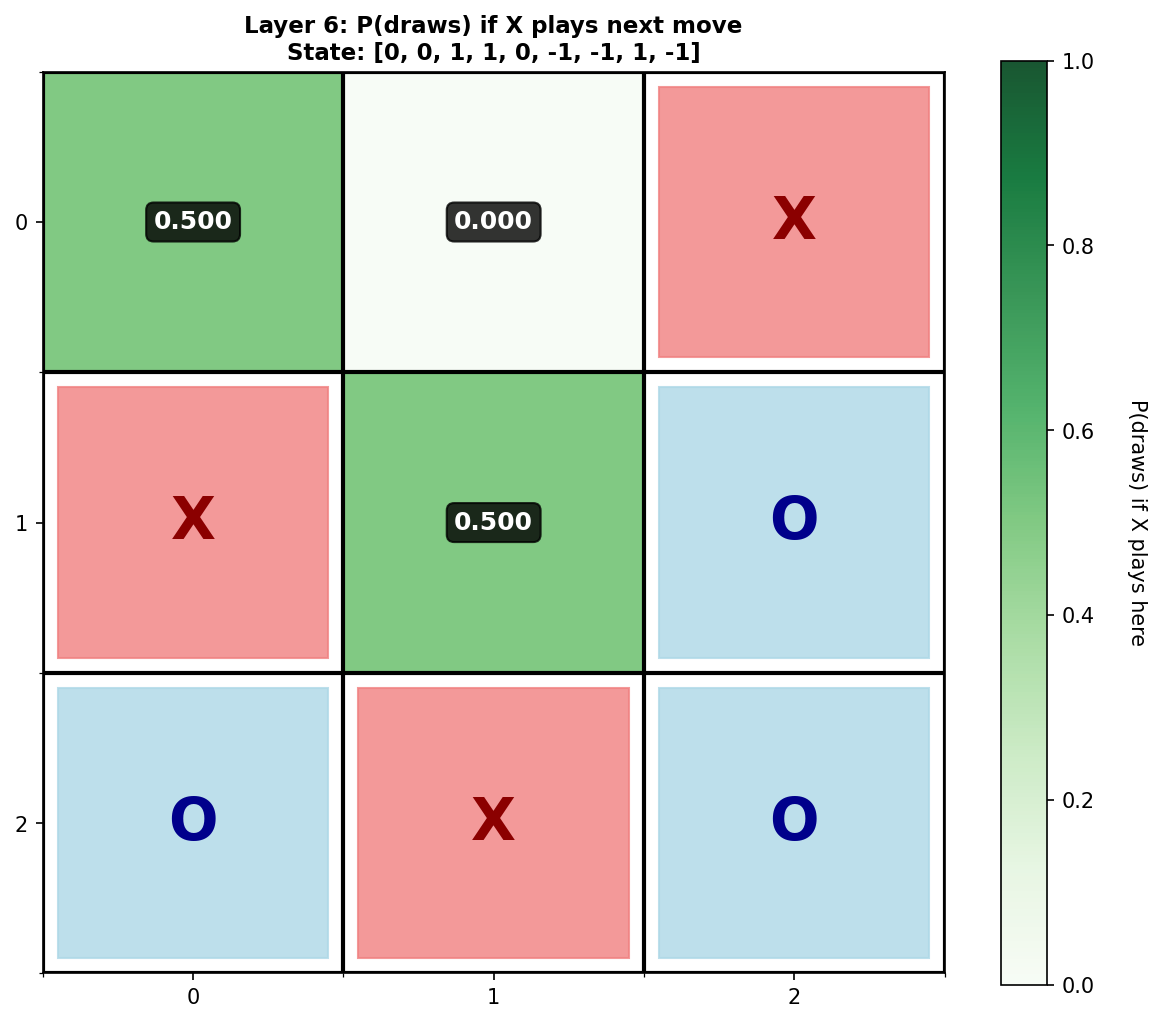 Layer 6: P(draws) if X plays next move
State: [0, 0, 1, 1, 0, -1, -1, 1, -1]
0.500 0.000 X
X 0.500 O
O X O
0
1
2
0 1 2
1.0
0.8
0.6
0.4
0.2
0.0
P(draws) if X plays here